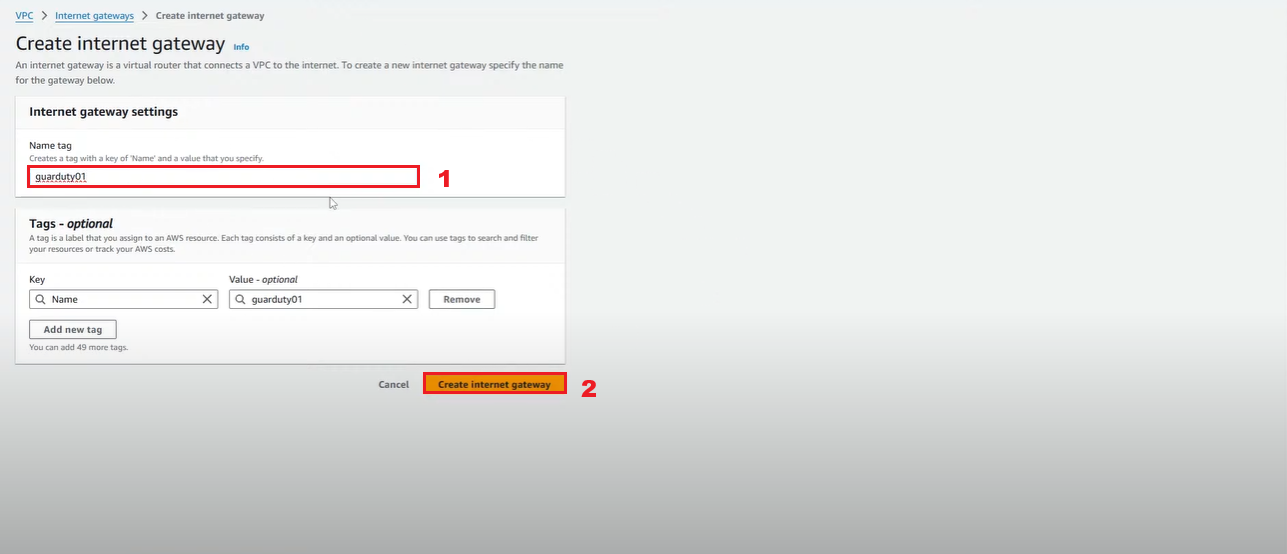 VPC > Internet gateways > Create internet gateway
Create internet gateway Info
An internet gateway is a virtual router that connects a VPC to the internet. To create a new internet gateway specify the name
for the gateway below.
Internet gateway settings
Name tag
Creates a tag with a key of 'Name' and a value that you specify.
guarduty01
1
Tags - optional
A tag is a label that you assign to an AWS resource. Each tag consists of a key and an optional value. You can use tags to search and filter
your resources or track your AWS costs.
Key Value - optional
Name guarduty01 Remove
Add new tag
You can add 49 more tags.
Cancel Create internet gateway 2